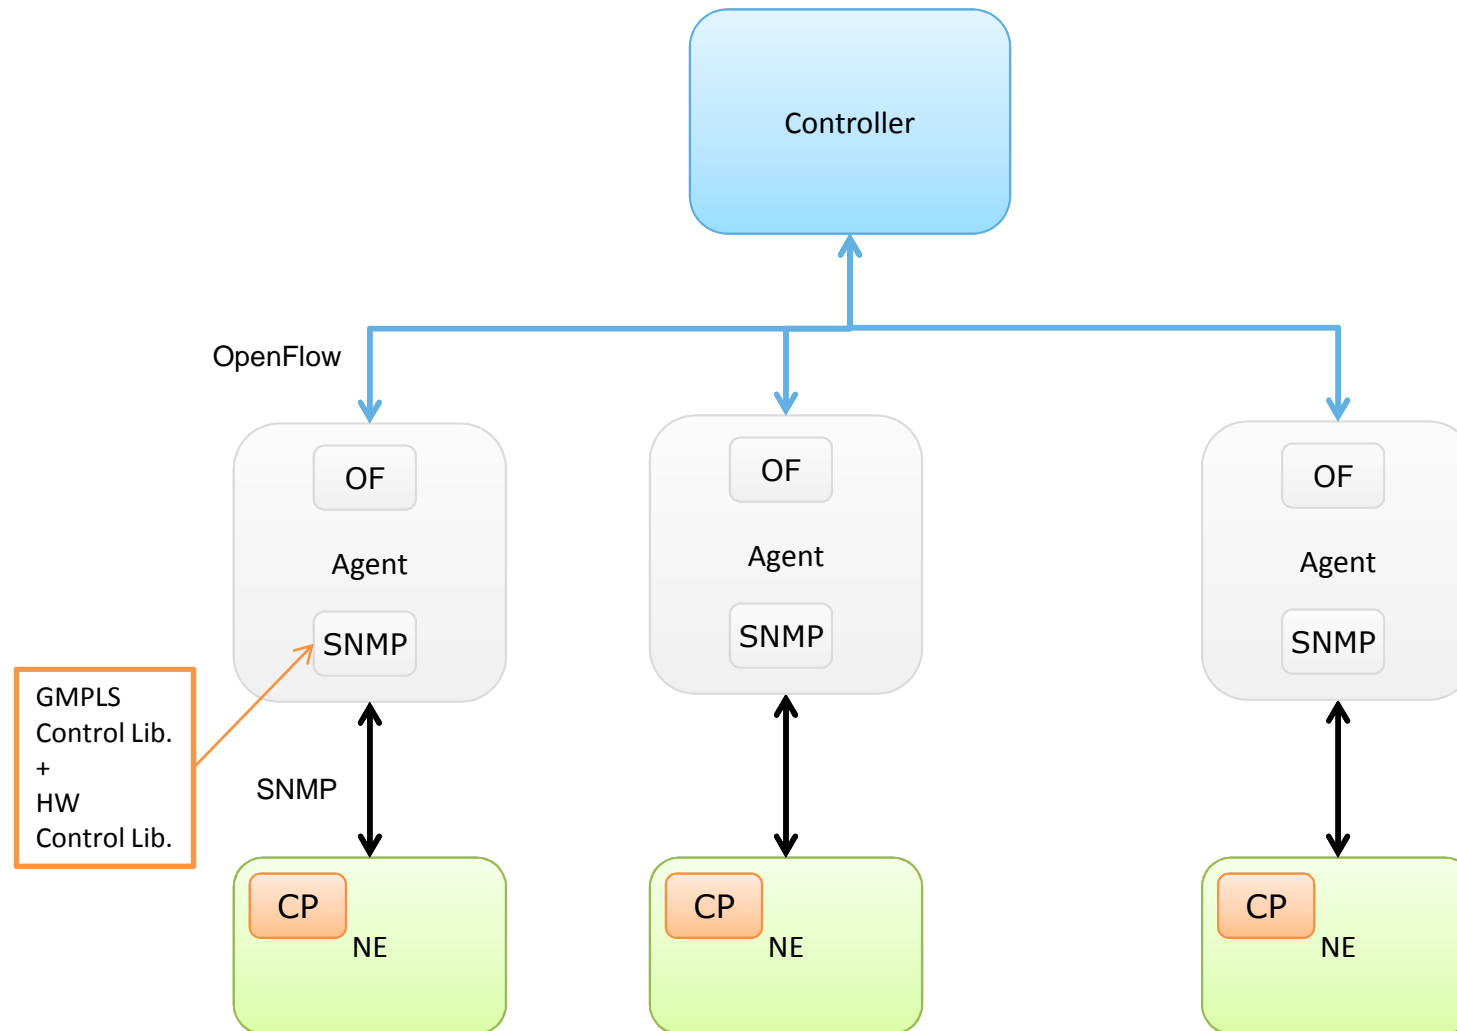 Controller
OpenFlow
OF
OF
OF
Agent
Agent
Agent
SNMP
SNMP
SNMP
GMPLS
Control Lib.
+
HW
Control Lib.
SNMP
CP
CP
CP
NE
NE
NE